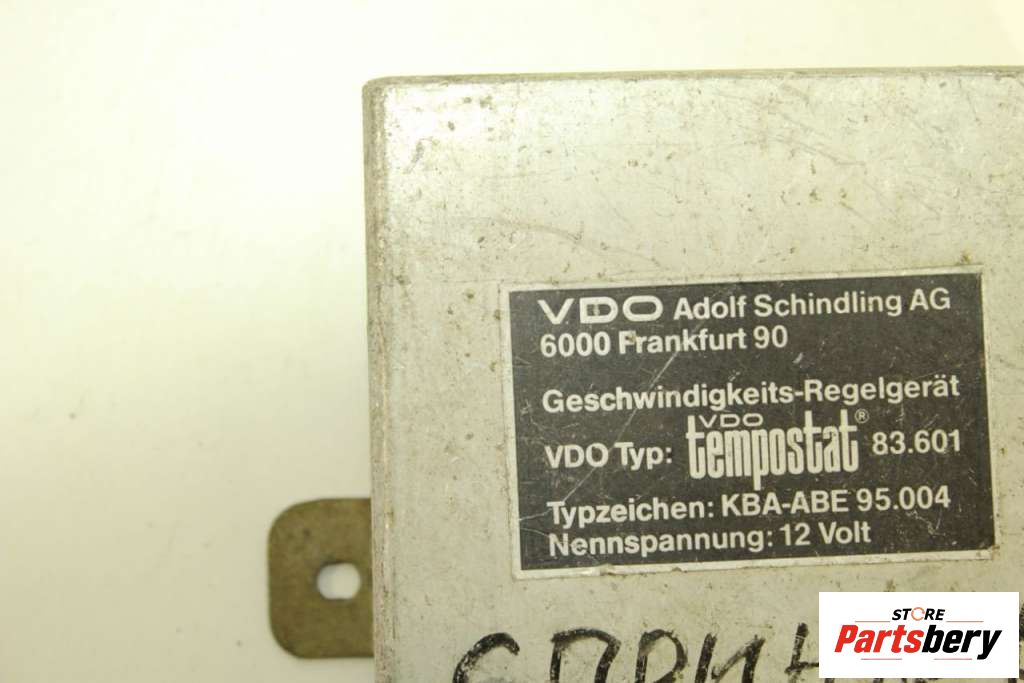 VDO Adolf Schindling AG
6000 Frankfurt 90
Geschwindigkeits-Regelgerät
VDO Typ: VDO tempostat® 83.601
Typzeichen: KBA-ABE 95.004
Nennspannung: 12 Volt
STORE
Partsbery